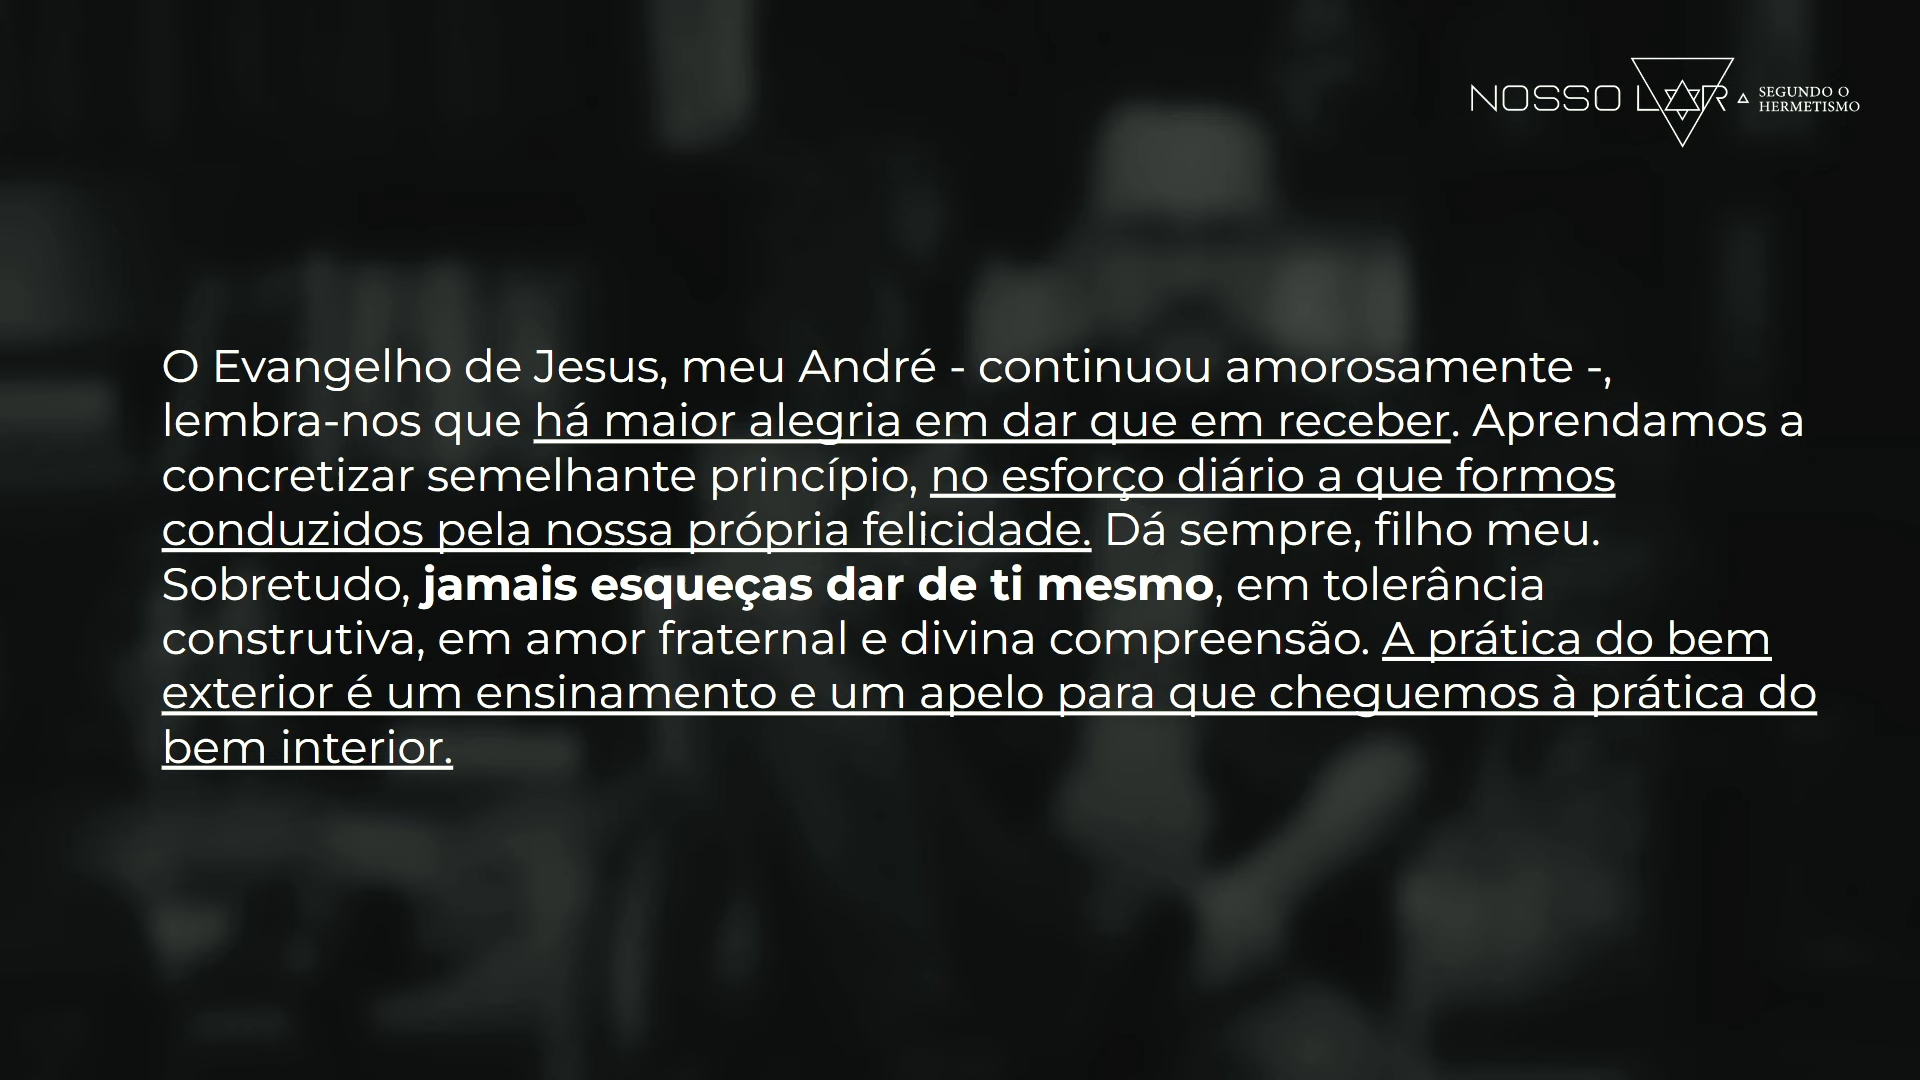 NOSSO LAR
SEGUNDO O
HERMETISMO
O Evangelho de Jesus, meu André - continuou amorosamente -,
lembra-nos que há maior alegria em dar que em receber. Aprendamos a
concretizar semelhante princípio, no esforço diário a que formos
conduzidos pela nossa própria felicidade. Dá sempre, filho meu.
Sobretudo, jamais esqueças dar de ti mesmo, em tolerância
construtiva, em amor fraternal e divina compreensão. A prática do bem
exterior é um ensinamento e um apelo para que cheguemos à prática do
bem interior.